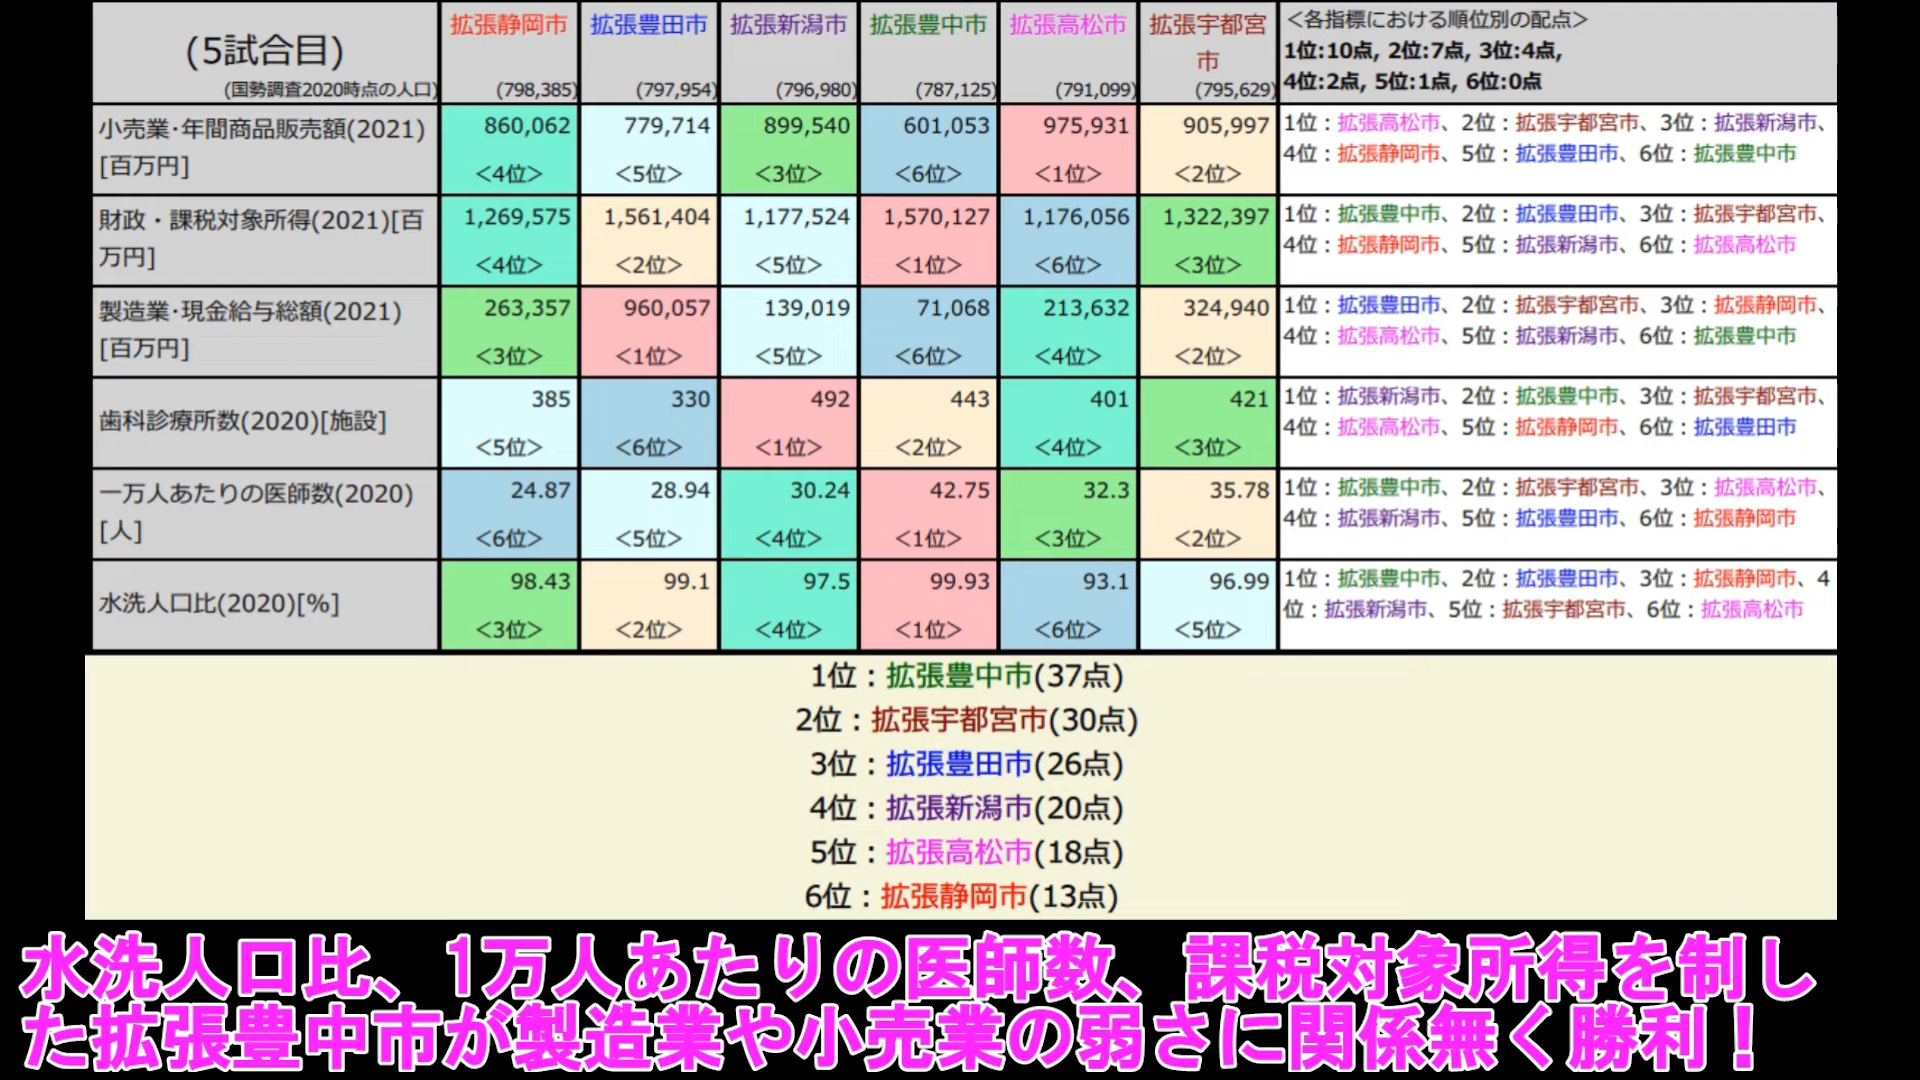 (5試合目)
(国勢調査2020時点の人口)
拡張静岡市
(798,385)
拡張豊田市
(797,954)
拡張新潟市
(796,980)
拡張豊中市
(787,125)
拡張高松市
(791,099)
拡張宇都宮
市
(795,629)
＜各指標における順位別の配点＞
1位:10点, 2位:7点, 3位:4点,
4位:2点, 5位:1点, 6位:0点
小売業･年間商品販売額(2021)
[百万円]
860,062
<4位>
779,714
<5位>
899,540
<3位>
601,053
<6位>
975,931
<1位>
905,997
<2位>
1位：拡張高松市、2位：拡張宇都宮市、3位：拡張新潟市、
4位：拡張静岡市、5位：拡張豊田市、6位：拡張豊中市
財政・課税対象所得(2021)[百
万円]
1,269,575
<4位>
1,561,404
<2位>
1,177,524
<5位>
1,570,127
<1位>
1,176,056
<6位>
1,322,397
<3位>
1位：拡張豊中市、2位：拡張豊田市、3位：拡張宇都宮市、
4位：拡張静岡市、5位：拡張新潟市、6位：拡張高松市
製造業･現金給与総額(2021)
[百万円]
263,357
<3位>
960,057
<1位>
139,019
<5位>
71,068
<6位>
213,632
<4位>
324,940
<2位>
1位：拡張豊田市、2位：拡張宇都宮市、3位：拡張静岡市、
4位：拡張高松市、5位：拡張新潟市、6位：拡張豊中市
歯科診療所数(2020)[施設]
385
<5位>
330
<6位>
492
<1位>
443
<2位>
401
<4位>
421
<3位>
1位：拡張新潟市、2位：拡張豊中市、3位：拡張宇都宮市、
4位：拡張高松市、5位：拡張静岡市、6位：拡張豊田市
一万人あたりの医師数(2020)
[人]
24.87
<6位>
28.94
<5位>
30.24
<4位>
42.75
<1位>
32.3
<3位>
35.78
<2位>
1位：拡張豊中市、2位：拡張宇都宮市、3位：拡張高松市、
4位：拡張新潟市、5位：拡張豊田市、6位：拡張静岡市
水洗人口比(2020)[%]
98.43
<3位>
99.1
<2位>
97.5
<4位>
99.93
<1位>
93.1
<6位>
96.99
<5位>
1位：拡張豊中市、2位：拡張豊田市、3位：拡張静岡市、4
位：拡張新潟市、5位：拡張宇都宮市、6位：拡張高松市
1位：拡張豊中市(37点)
2位：拡張宇都宮市(30点)
3位：拡張豊田市(26点)
4位：拡張新潟市(20点)
5位：拡張高松市(18点)
6位：拡張静岡市(13点)
水洗人口比、1万人あたりの医師数、課税対象所得を制し
た拡張豊中市が製造業や小売業の弱さに関係無く勝利！